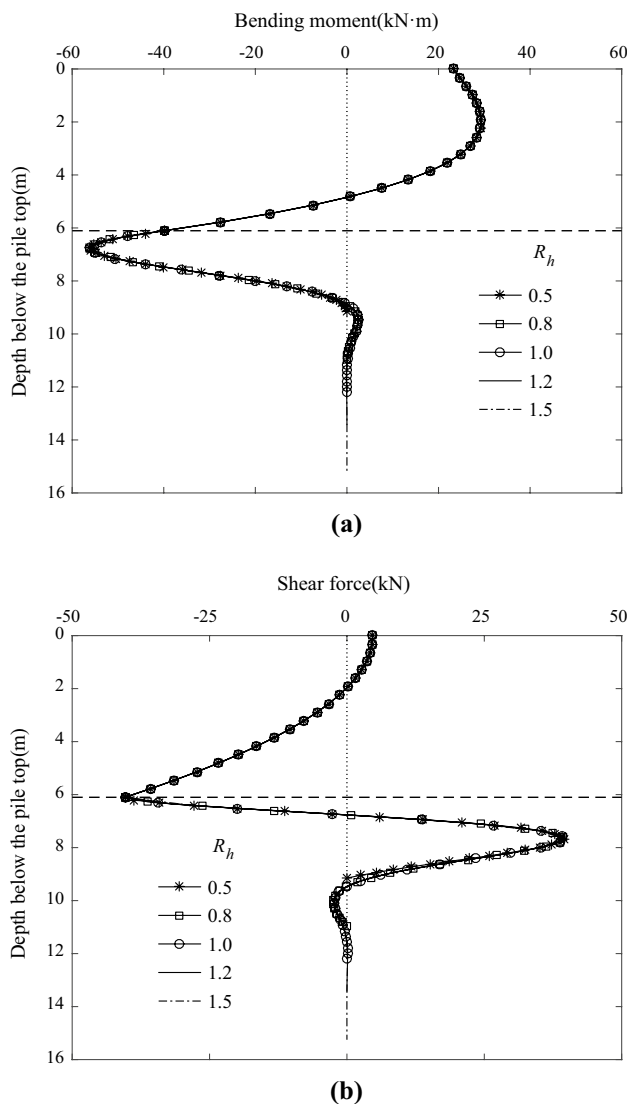 Bending moment(kN·m)
-60 -40 -20 0 20 40 60
0
2
4
6
8
10
12
14
16
Depth below the pile top(m)
R_h
0.5
0.8
1.0
1.2
1.5
(a)
Shear force(kN)
-50 -25 0 25 50
0
2
4
6
8
10
12
14
16
Depth below the pile top(m)
R_h
0.5
0.8
1.0
1.2
1.5
(b)